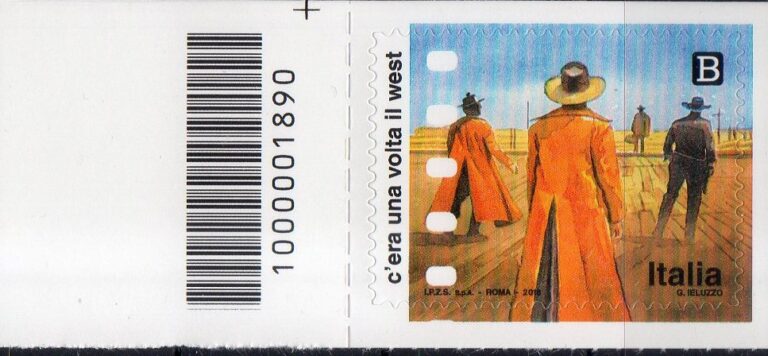 1000001890
c'era una volta il west
B
Italia
G. IELUZZO
I.P.Z.S. S.p.A. - ROMA - 2018